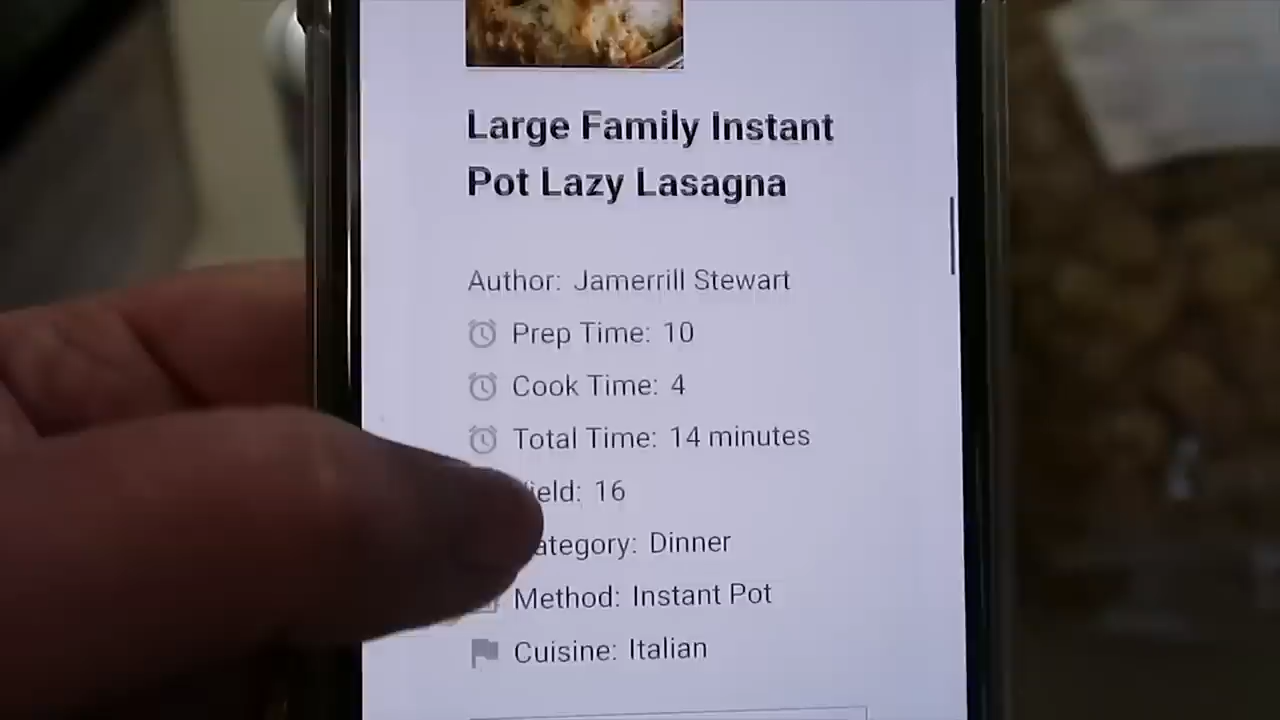 Large Family Instant
Pot Lazy Lasagna
Author: Jamerrill Stewart
Prep Time: 10
Cook Time: 4
Total Time: 14 minutes
ield: 16
ategory: Dinner
Method: Instant Pot
Cuisine: Italian